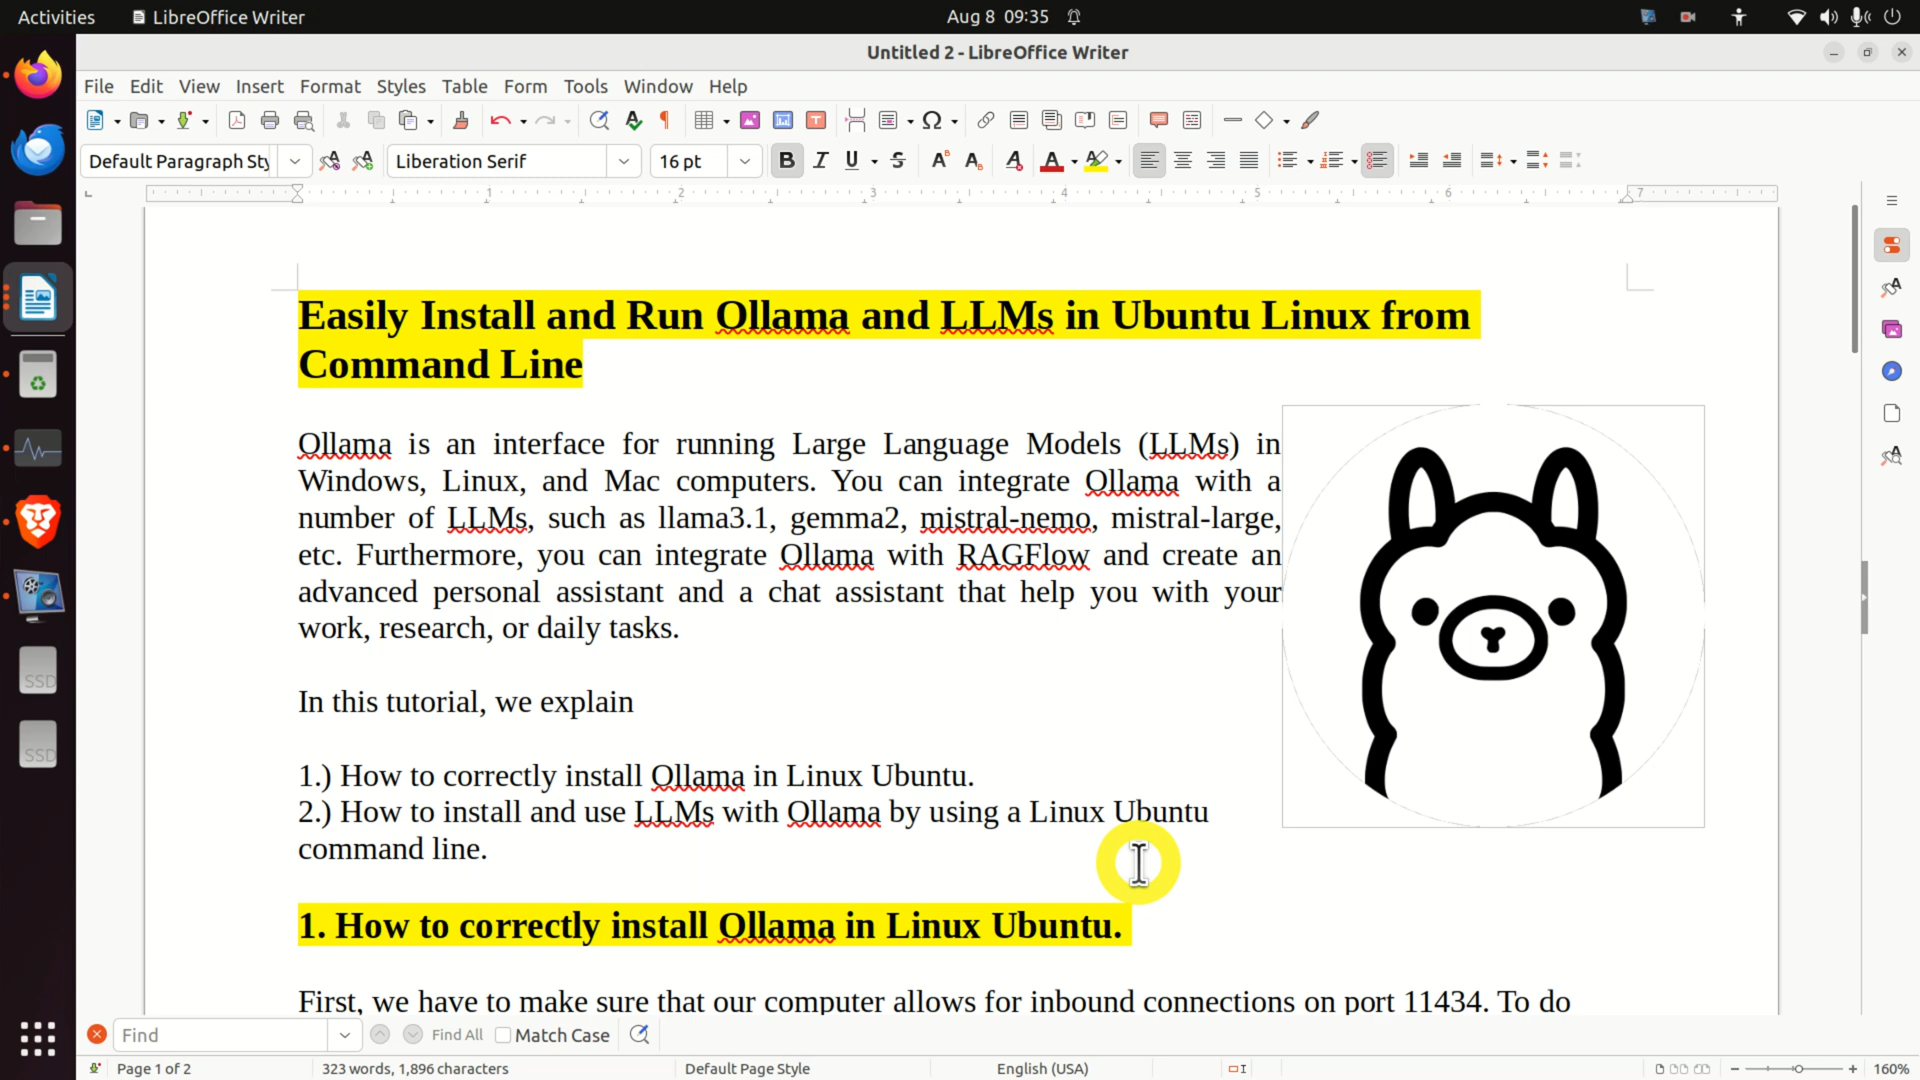 Activities LibreOffice Writer Aug 8 09:35
Untitled 2 - LibreOffice Writer
File Edit View Insert Format Styles Table Form Tools Window Help
Default Paragraph Sty Liberation Serif 16 pt
1 2 3 4 5 6 7
Easily Install and Run Ollama and LLMs in Ubuntu Linux from
Command Line
Ollama is an interface for running Large Language Models (LLMs) in
Windows, Linux, and Mac computers. You can integrate Ollama with a
number of LLMs, such as llama3.1, gemma2, mistral-nemo, mistral-large,
etc. Furthermore, you can integrate Ollama with RAGFlow and create an
advanced personal assistant and a chat assistant that help you with your
work, research, or daily tasks.
In this tutorial, we explain
1.) How to correctly install Ollama in Linux Ubuntu.
2.) How to install and use LLMs with Ollama by using a Linux Ubuntu
command line.
1. How to correctly install Ollama in Linux Ubuntu.
First, we have to make sure that our computer allows for inbound connections on port 11434. To do
SSD
SSD
Find Find All Match Case
Page 1 of 2 323 words, 1,896 characters Default Page Style English (USA) 160%